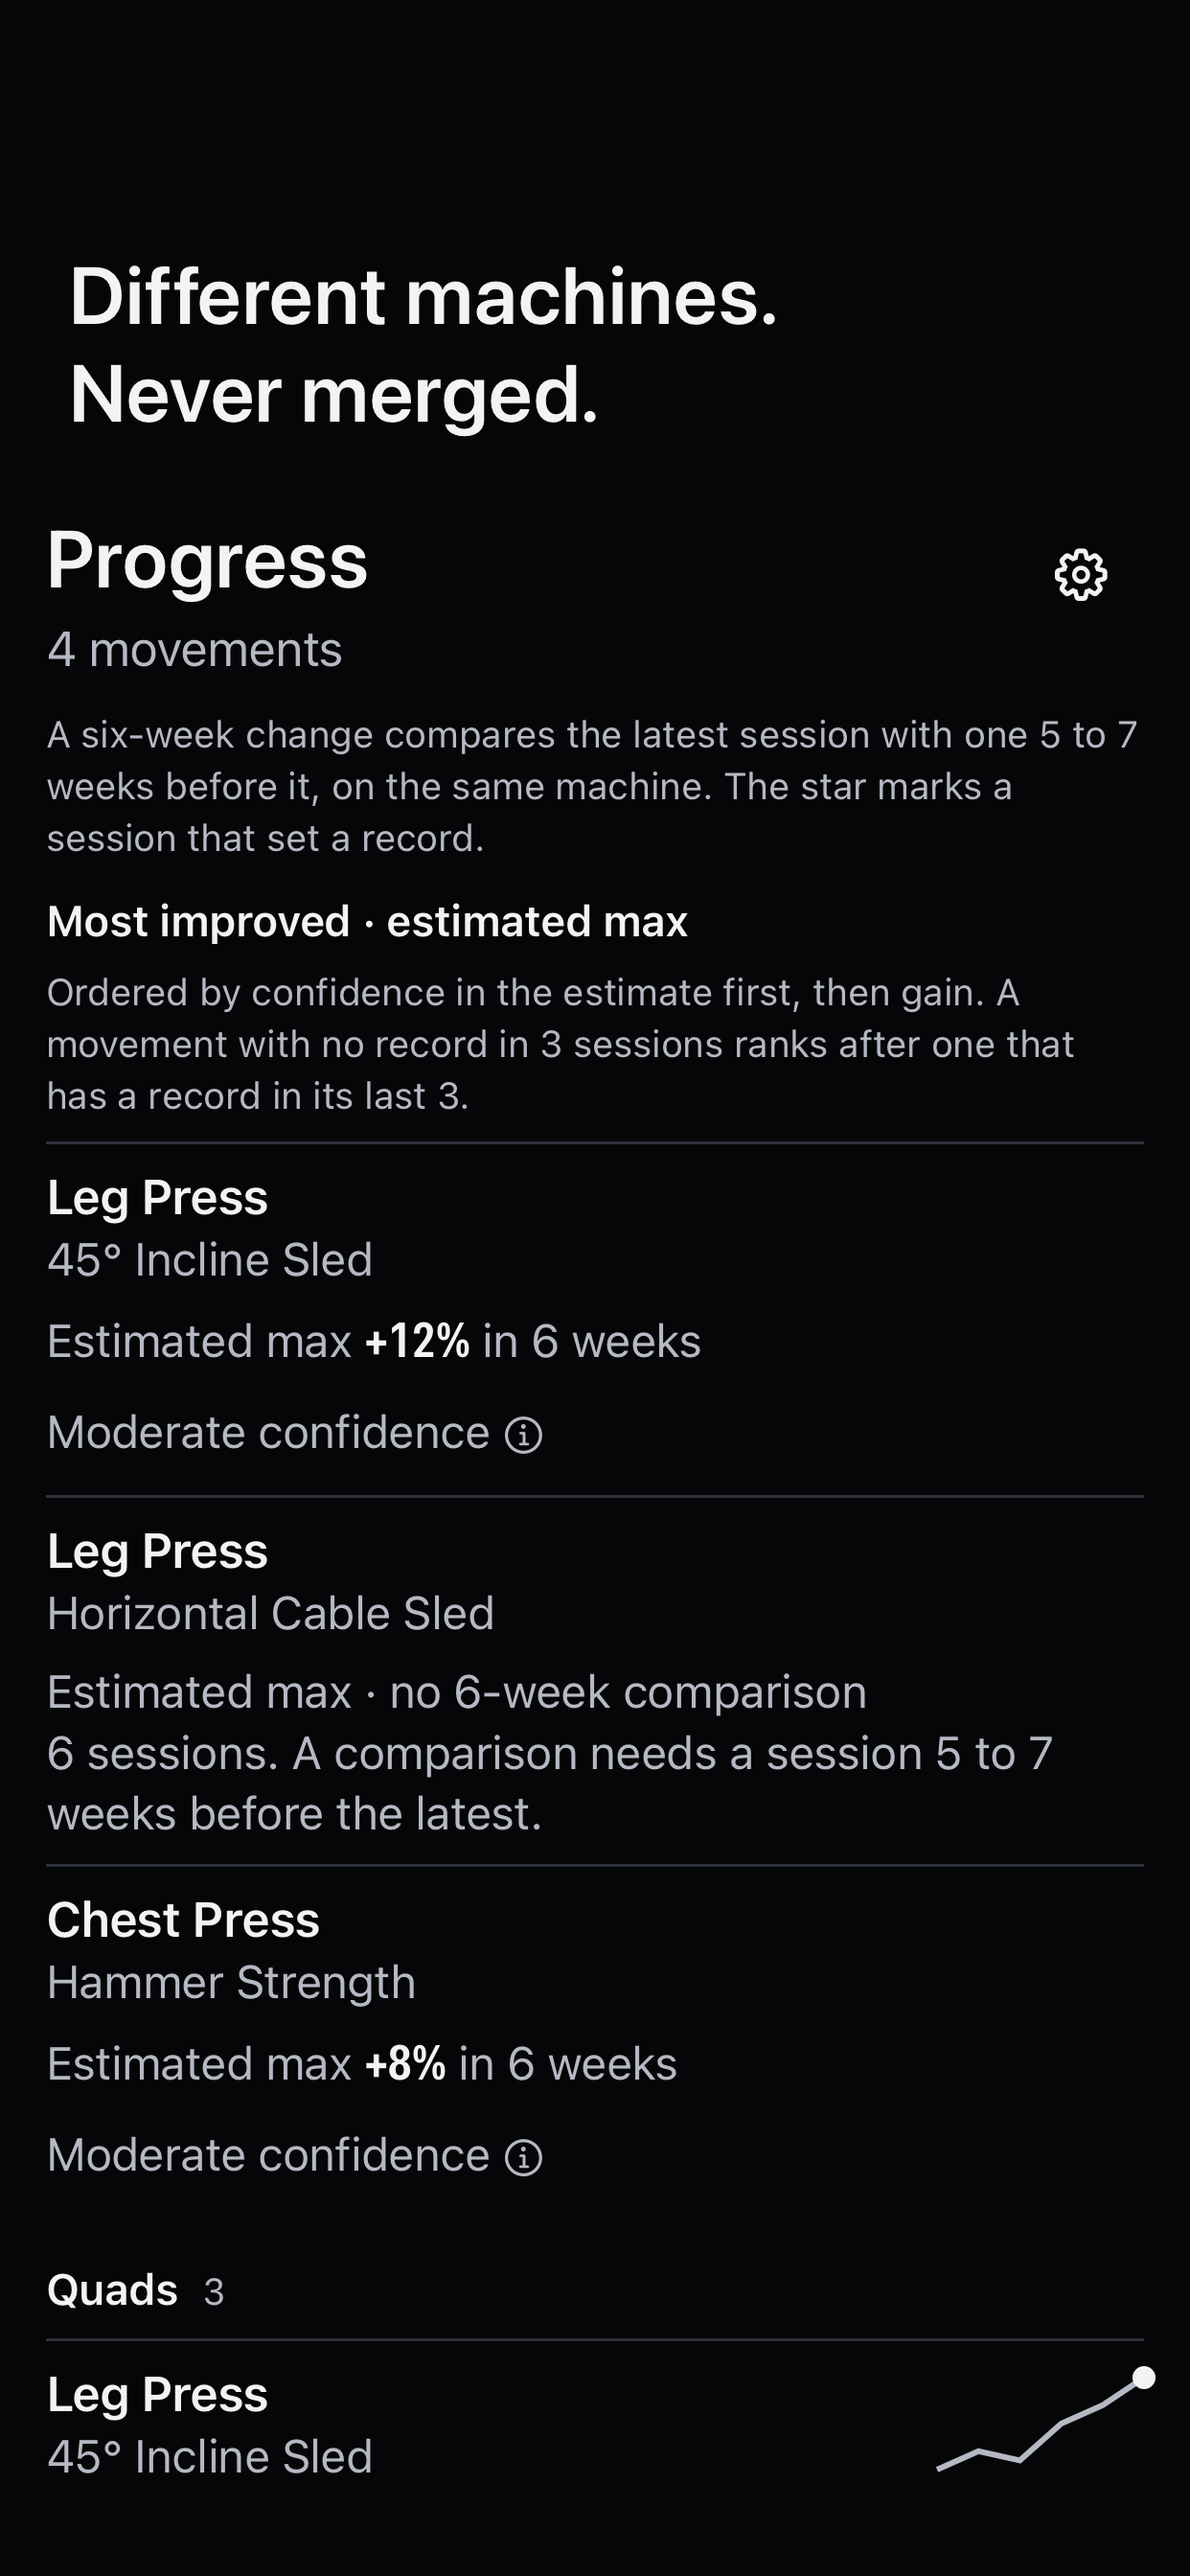 Different machines.
Never merged.
Progress
4 movements
A six-week change compares the latest session with one 5 to 7
weeks before it, on the same machine. The star marks a
session that set a record.
Most improved · estimated max
Ordered by confidence in the estimate first, then gain. A
movement with no record in 3 sessions ranks after one that
has a record in its last 3.
Leg Press
45° Incline Sled
Estimated max +12% in 6 weeks
Moderate confidence
Leg Press
Horizontal Cable Sled
Estimated max · no 6-week comparison
6 sessions. A comparison needs a session 5 to 7
weeks before the latest.
Chest Press
Hammer Strength
Estimated max +8% in 6 weeks
Moderate confidence
Quads 3
Leg Press
45° Incline Sled